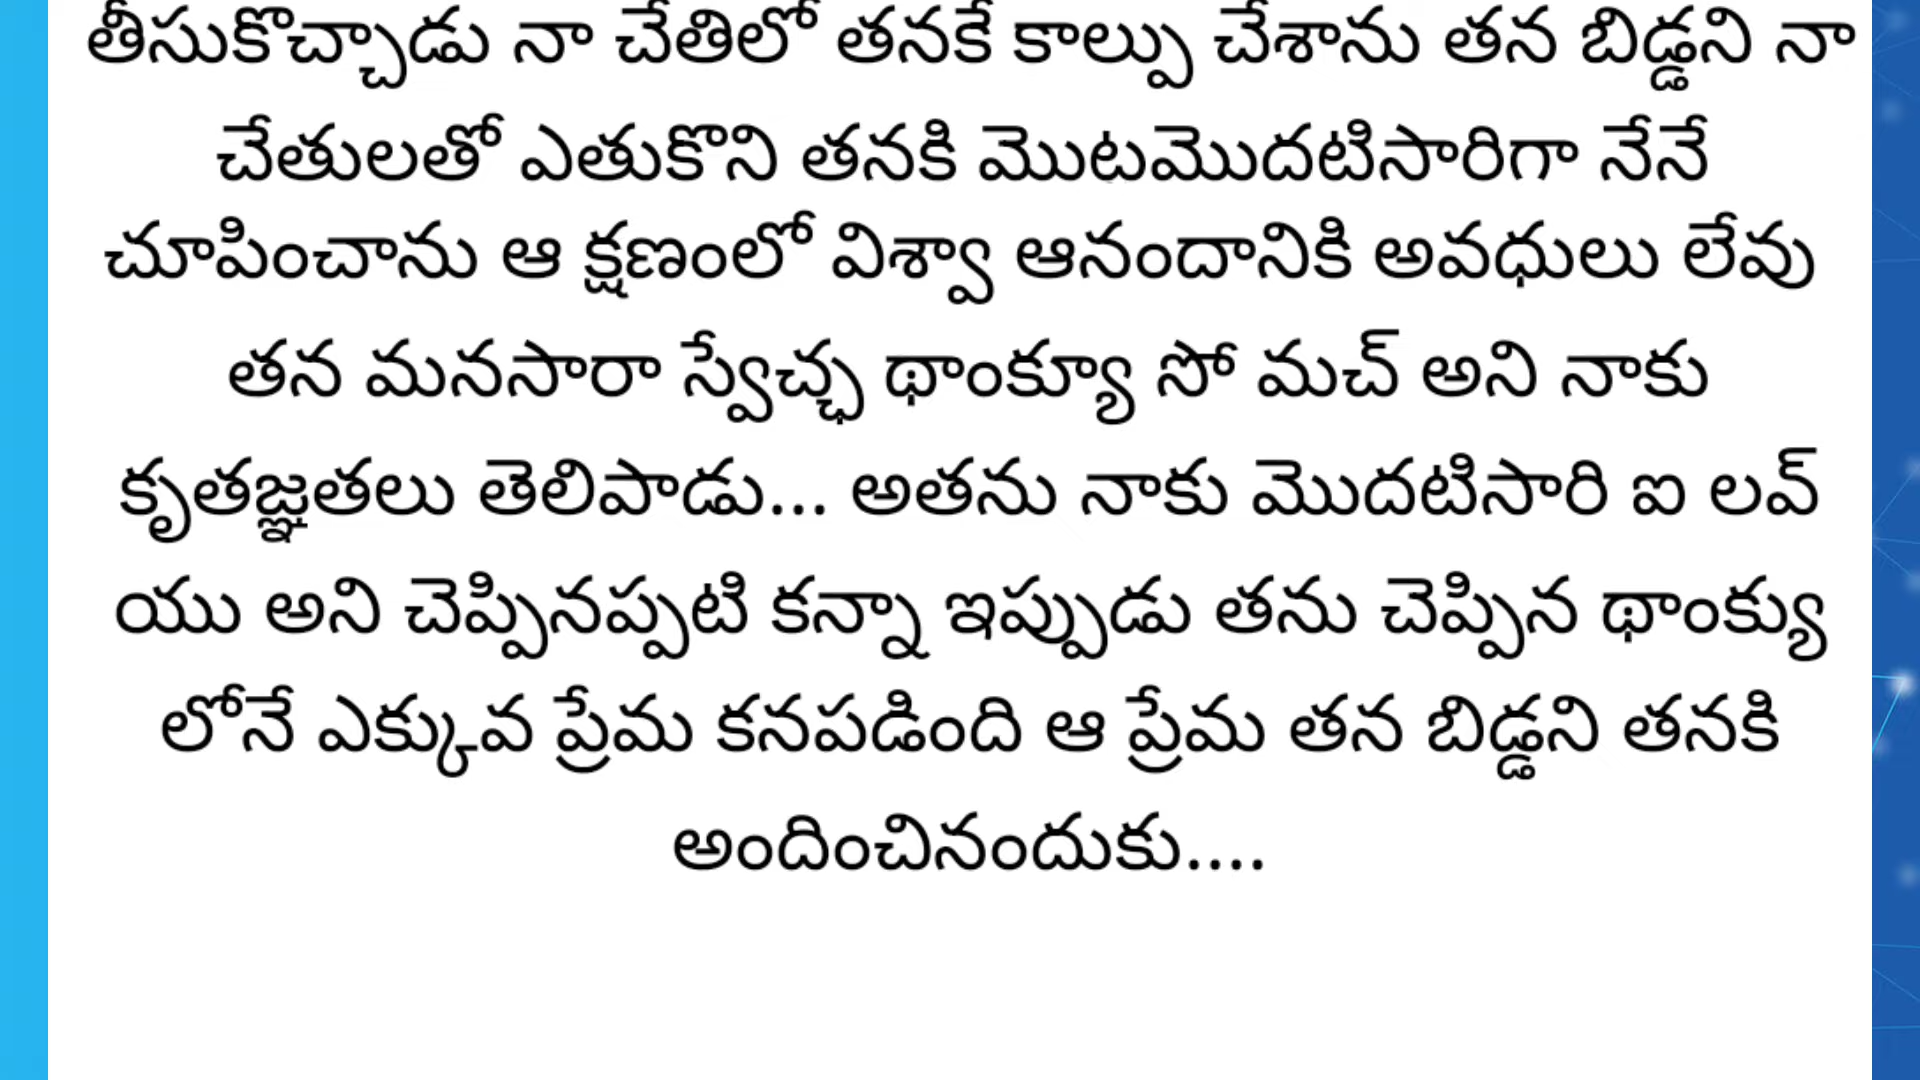 తీసుకొచ్చాడు నా చేతిలో తనకే కాల్పు చేశాను తన బిడ్డని నా
చేతులతో ఎతుకొని తనకి మొటమొదటిసారిగా నేనే
చూపించాను ఆ క్షణంలో విశ్వా ఆనందానికి అవధులు లేవు
తన మనసారా స్వేచ్ఛ థాంక్యూ సో మచ్ అని నాకు
కృతజ్ఞతలు తెలిపాడు... అతను నాకు మొదటిసారి ఐ లవ్
యు అని చెప్పినప్పటి కన్నా ఇప్పుడు తను చెప్పిన థాంక్యు
లోనే ఎక్కువ ప్రేమ కనపడింది ఆ ప్రేమ తన బిడ్డని తనకి
అందించినందుకు....